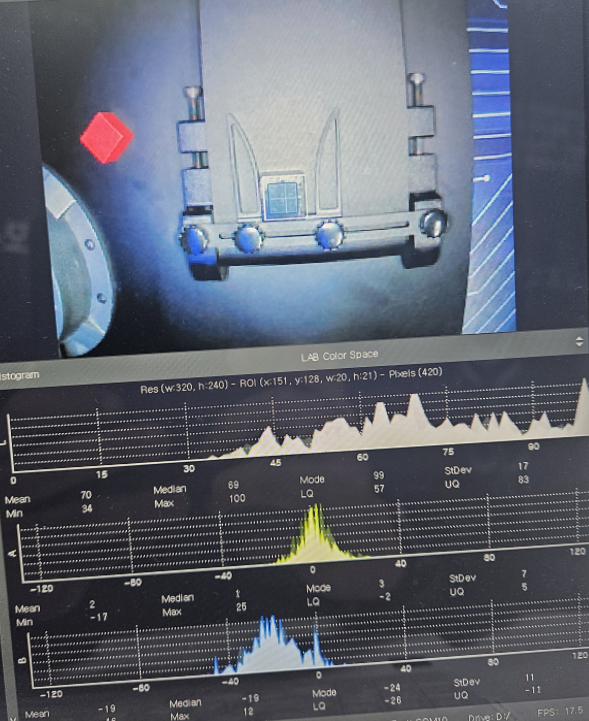 LAB Color Space
istogram
Res (w:320, h:240) - ROI (x:151, y:128, w:20, h:21) - Pixels (420)
L
0 15 30 45 60 75 90
Mean 70 Median 69 Mode 99 StDev 17
Min 34 Max 100 LQ 57 UQ 83
A
-120 -80 -40 0 40 80 120
Mean 2 Median 1 Mode 3 StDev 7
Min -17 Max 25 LQ -2 UQ 5
B
-120 -80 -40 0 40 80 120
Mean -19 Median -19 Mode -24 StDev 11
Max 12 LQ -26 UQ -11
Drive: D:/ FPS: 17.5